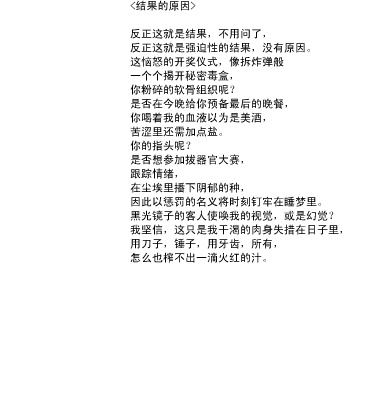 <结果的原因>
反正这就是结果，不用问了，
反正这就是强迫性的结果，没有原因。
这恼怒的开奖仪式，像拆炸弹般
一个个揭开秘密毒盒，
你粉碎的软骨组织呢？
是否在今晚给你预备最后的晚餐，
你喝着我的血液以为是美酒，
苦涩里还需加点盐。
你的指头呢？
是否想参加拔器官大赛，
跟踪情绪，
在尘埃里播下阴郁的种，
因此以惩罚的名义将时刻钉牢在睡梦里。
黑光镜子的客人使唤我的视觉，或是幻觉？
我坚信，这只是我干渴的肉身失措在日子里，
用刀子，锤子，用牙齿，所有，
怎么也榨不出一滴火红的汁。